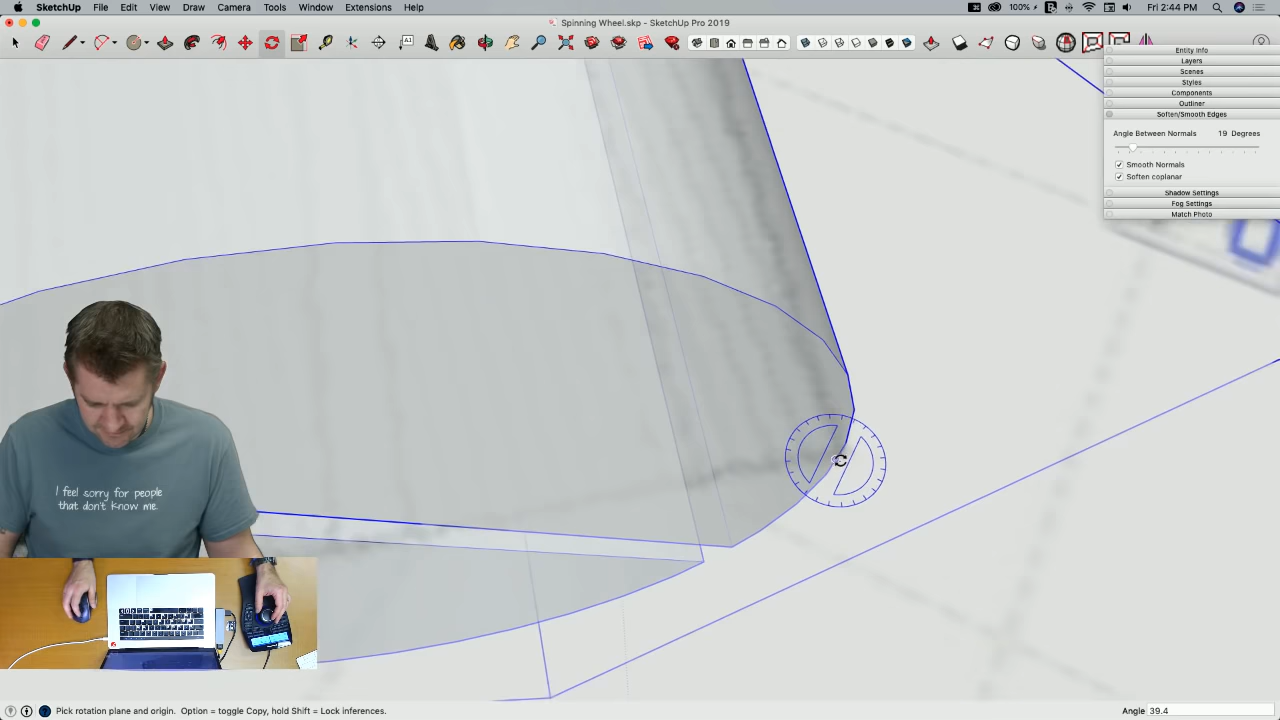 SketchUp File Edit View Draw Camera Tools Window Extensions Help
100% Fri 2:44 PM
Spinning Wheel.skp - SketchUp Pro 2019
A1
Entity Info
Layers
Scenes
Styles
Components
Outliner
Soften/Smooth Edges
Angle Between Normals 19 Degrees
Smooth Normals
Soften coplanar
Shadow Settings
Fog Settings
Match Photo
I feel sorry for people
that don't know me.
Pick rotation plane and origin. Option = toggle Copy, hold Shift = Lock inferences.
Angle 39.4